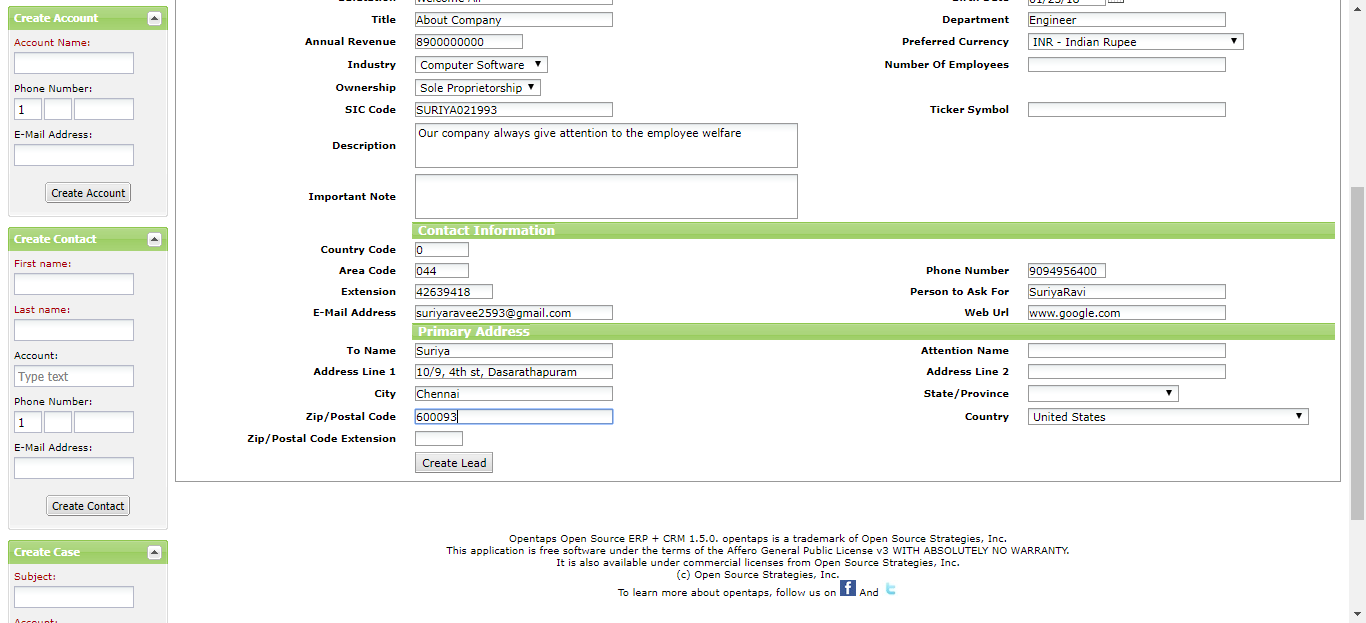 Create Account
Account Name:
Phone Number:
1
E-Mail Address:
Create Account
Create Contact
First name:
Last name:
Account:
Type text
Phone Number:
1
E-Mail Address:
Create Contact
Create Case
Subject:
Title About Company Department Engineer
Annual Revenue 8900000000 Preferred Currency INR - Indian Rupee
Industry Computer Software Number Of Employees
Ownership Sole Proprietorship
SIC Code SURIYA021993 Ticker Symbol
Description Our company always give attention to the employee welfare
Important Note
Contact Information
Country Code 0
Area Code 044 Phone Number 9094956400
Extension 42639418 Person to Ask For SuriyaRavi
E-Mail Address suriyaravee2593@gmail.com Web Url www.google.com
Primary Address
To Name Suriya Attention Name
Address Line 1 10/9, 4th st, Dasarathapuram Address Line 2
City Chennai State/Province
Zip/Postal Code 600093 Country United States
Zip/Postal Code Extension
Create Lead
Opentaps Open Source ERP + CRM 1.5.0. opentaps is a trademark of Open Source Strategies, Inc.
This application is free software under the terms of the Affero General Public License v3 WITH ABSOLUTELY NO WARRANTY.
It is also available under commercial licenses from Open Source Strategies, Inc.
(c) Open Source Strategies, Inc.
To learn more about opentaps, follow us on f And t